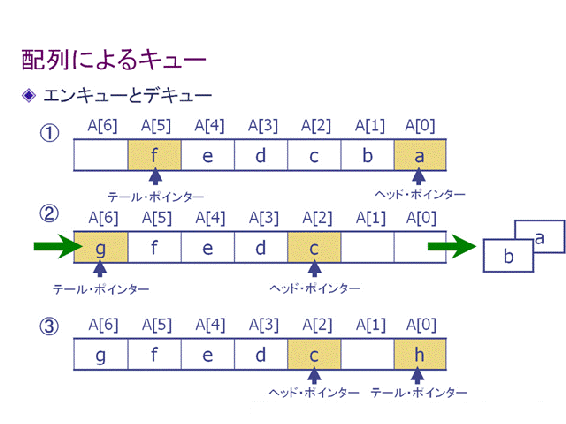 配列によるキュー
エンキューとデキュー
① A[6] A[5] A[4] A[3] A[2] A[1] A[0]
f e d c b a
テール・ポインター ヘッド・ポインター
② A[6] A[5] A[4] A[3] A[2] A[1] A[0]
g f e d c b a
テール・ポインター ヘッド・ポインター
③ A[6] A[5] A[4] A[3] A[2] A[1] A[0]
g f e d c h
ヘッド・ポインター テール・ポインター